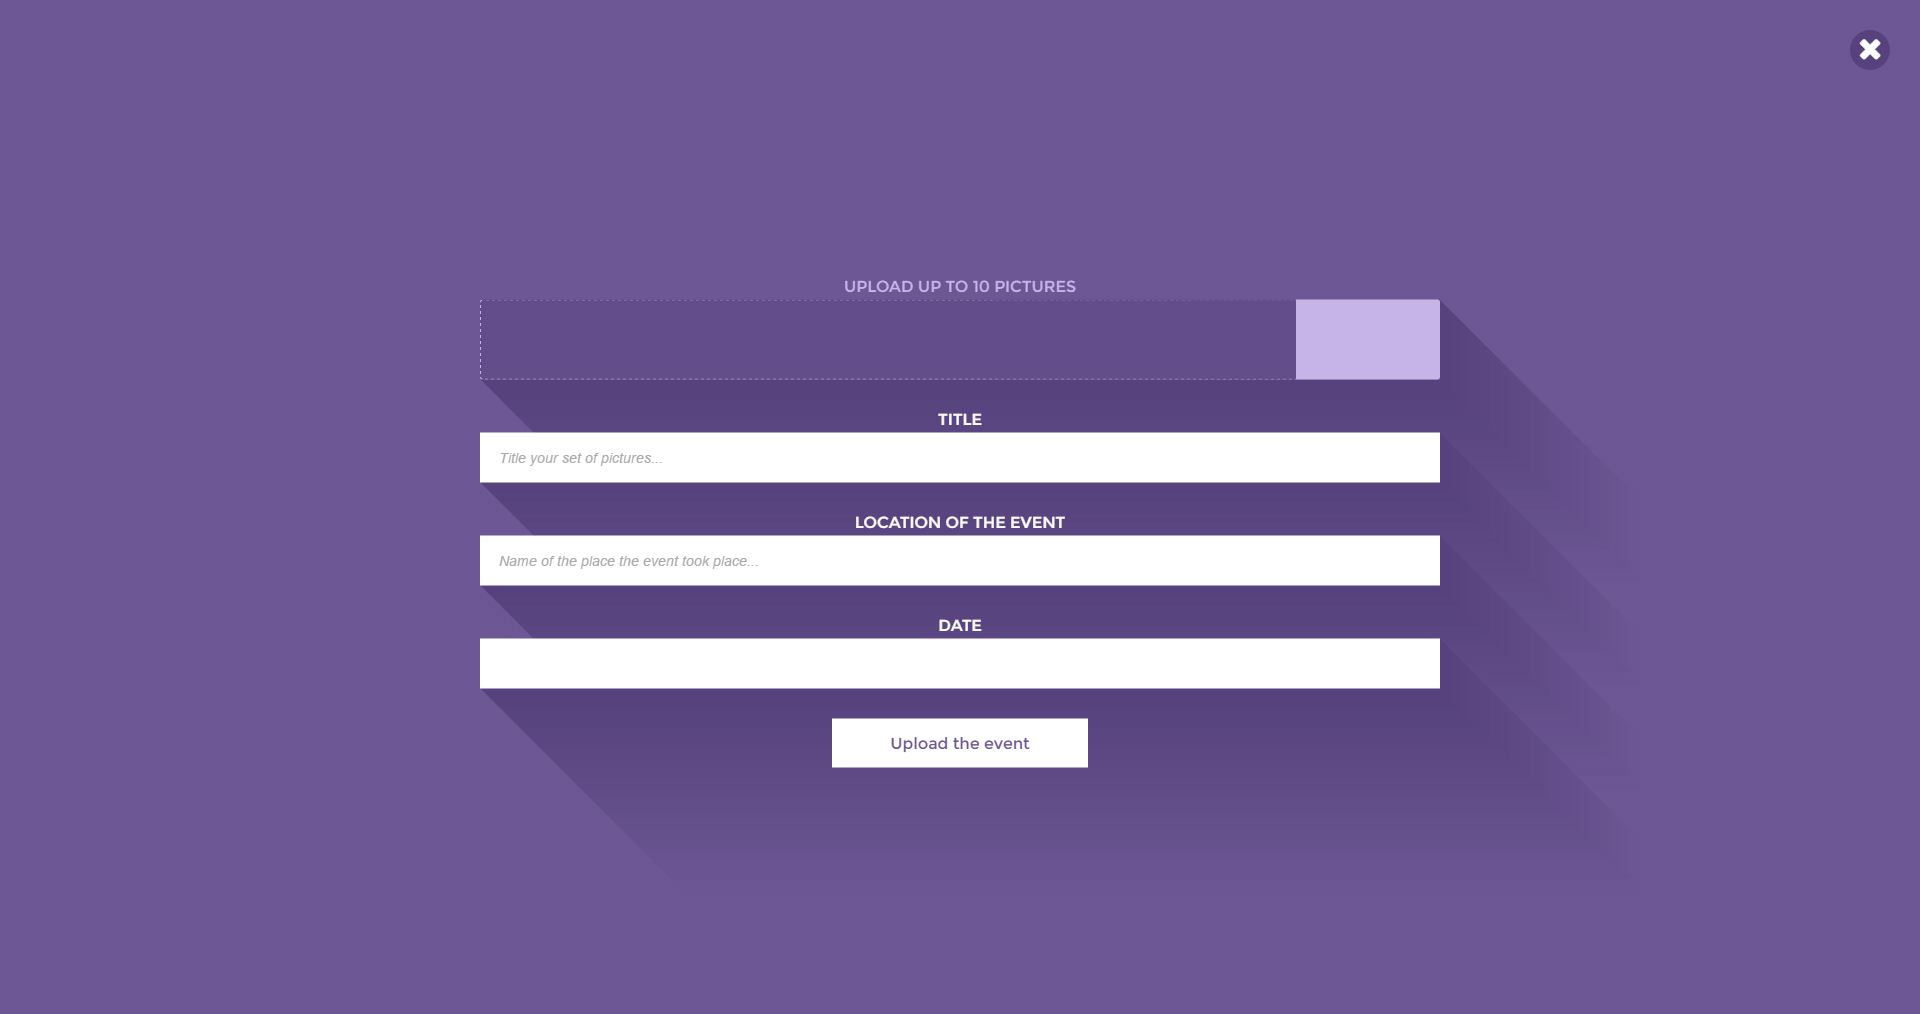 UPLOAD UP TO 10 PICTURES
TITLE
Title your set of pictures...
LOCATION OF THE EVENT
Name of the place the event took place...
DATE
Upload the event